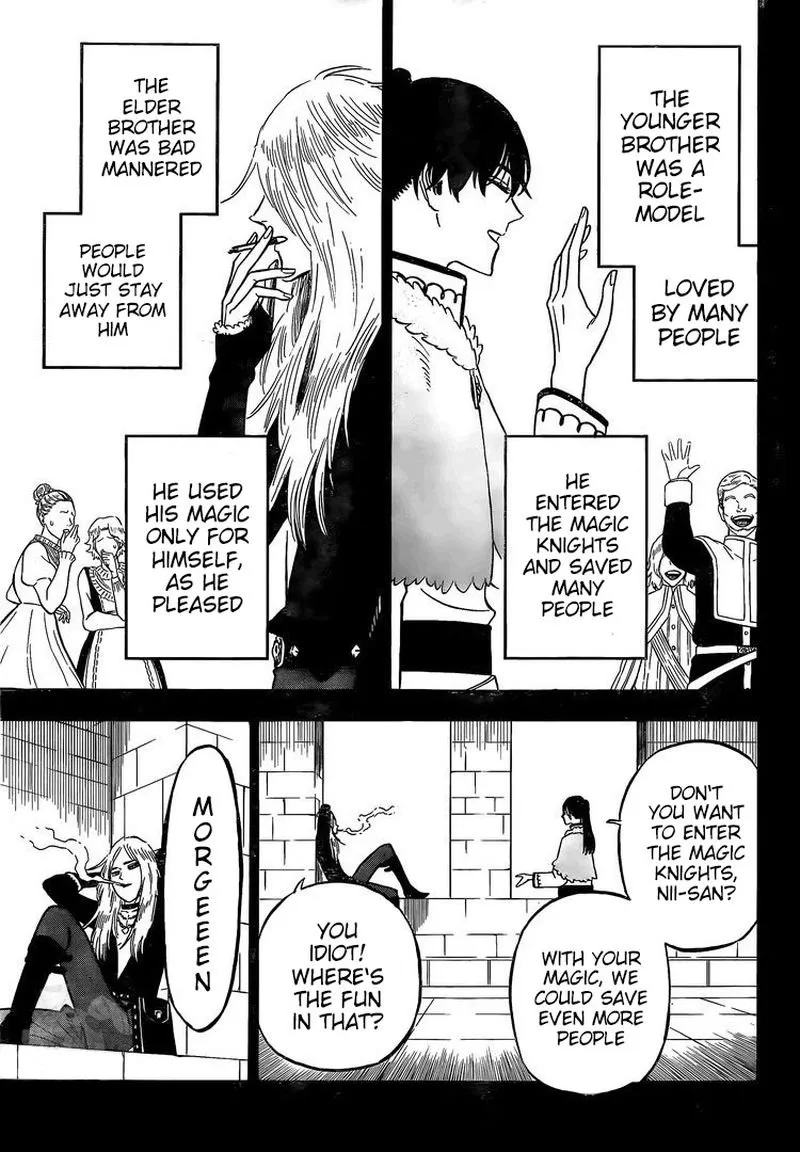 THE
YOUNGER
BROTHER
WAS A
ROLE-
MODEL
LOVED
BY MANY
PEOPLE
HE
ENTERED
THE MAGIC
KNIGHTS
AND SAVED
MANY
PEOPLE
THE
ELDER
BROTHER
WAS BAD
MANNERED
PEOPLE
WOULD
JUST STAY
AWAY FROM
HIM
HE USED
HIS MAGIC
ONLY FOR
HIMSELF,
AS HE
PLEASED
DON'T
YOU WANT
TO ENTER
THE MAGIC
KNIGHTS,
NII-SAN?
WITH YOUR
MAGIC, WE
COULD SAVE
EVEN MORE
PEOPLE
YOU
IDIOT!
WHERE'S
THE FUN
IN THAT?
MORGEEEN